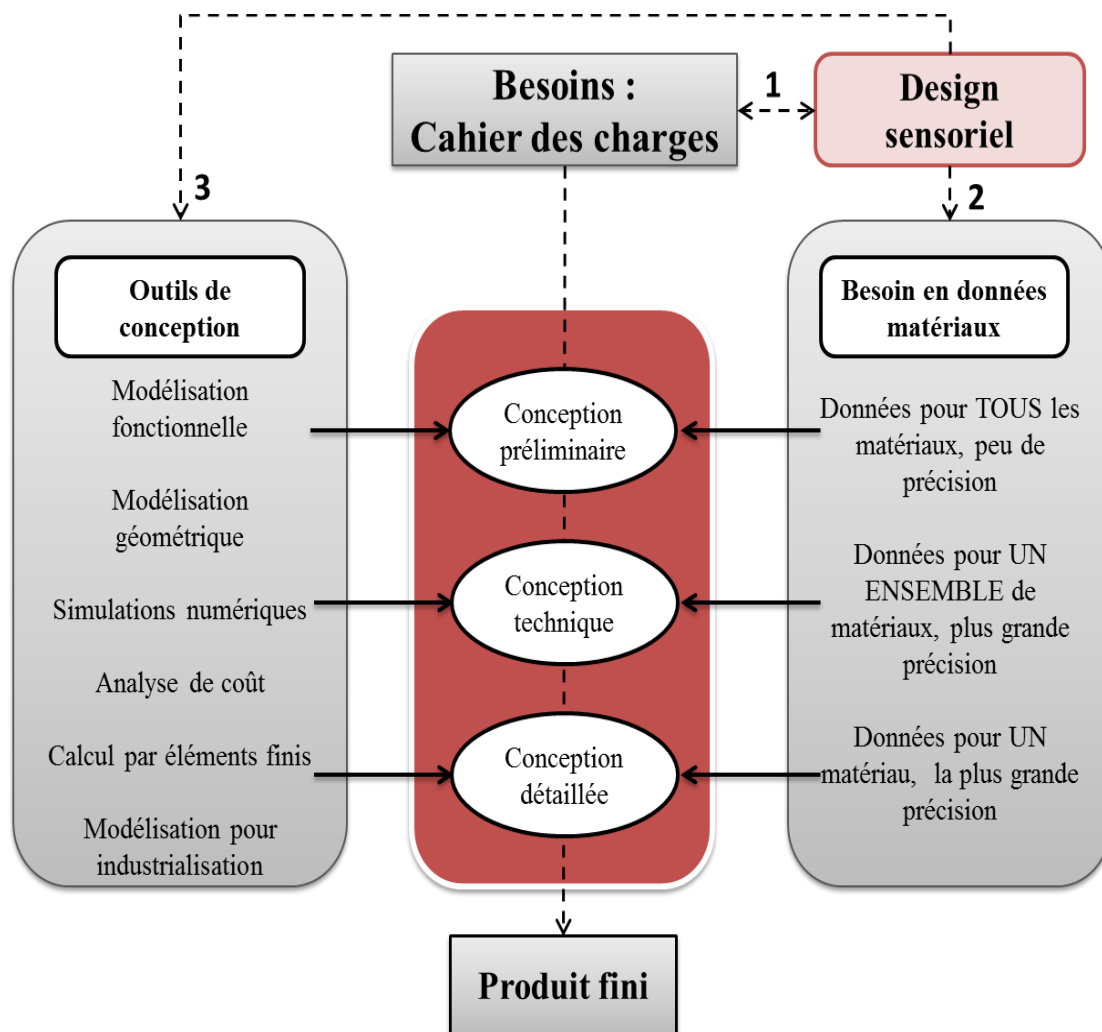 Besoins :
Cahier des charges
1
Design
sensoriel
3
2
Outils de
conception
Modélisation
fonctionnelle
Modélisation
géométrique
Simulations numériques
Analyse de coût
Calcul par éléments finis
Modélisation pour
industrialisation
Conception
préliminaire
Conception
technique
Conception
détaillée
Besoin en données
matériaux
Données pour TOUS les
matériaux, peu de
précision
Données pour UN
ENSEMBLE de
matériaux, plus grande
précision
Données pour UN
matériau, la plus grande
précision
Produit fini